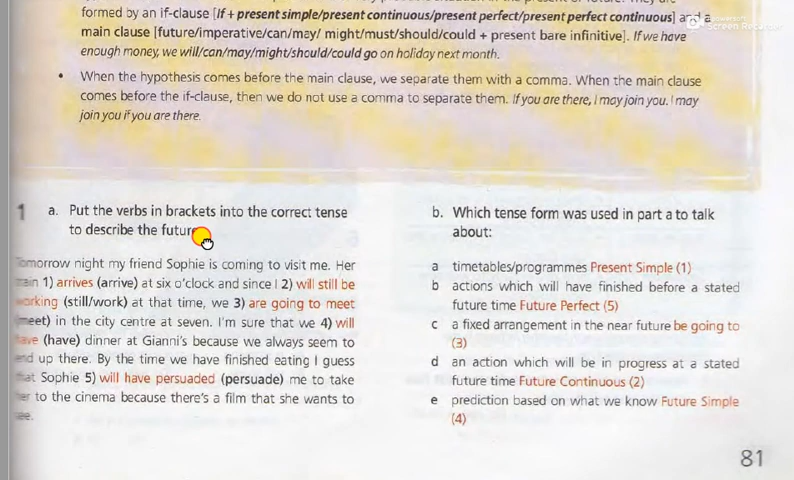 formed by an if-clause [If + present simple/present continuous/present perfect/present perfect continuous] and a
main clause [future/imperative/can/may/ might/must/should/could + present bare infinitive]. If we have
enough money, we will/can/may/might/should/could go on holiday next month.
• When the hypothesis comes before the main clause, we separate them with a comma. When the main clause
comes before the if-clause, then we do not use a comma to separate them. If you are there, I may join you. I may
join you if you are there.
Screen Recorder
1 a. Put the verbs in brackets into the correct tense
to describe the future
Tomorrow night my friend Sophie is coming to visit me. Her
train 1) arrives (arrive) at six o'clock and since I 2) will still be
working (still/work) at that time, we 3) are going to meet
(meet) in the city centre at seven. I'm sure that we 4) will
have (have) dinner at Gianni's because we always seem to
end up there. By the time we have finished eating I guess
that Sophie 5) will have persuaded (persuade) me to take
her to the cinema because there's a film that she wants to
see.
b. Which tense form was used in part a to talk
about:
a timetables/programmes Present Simple (1)
b actions which will have finished before a stated
future time Future Perfect (5)
c a fixed arrangement in the near future be going to
(3)
d an action which will be in progress at a stated
future time Future Continuous (2)
e prediction based on what we know Future Simple
(4)
81